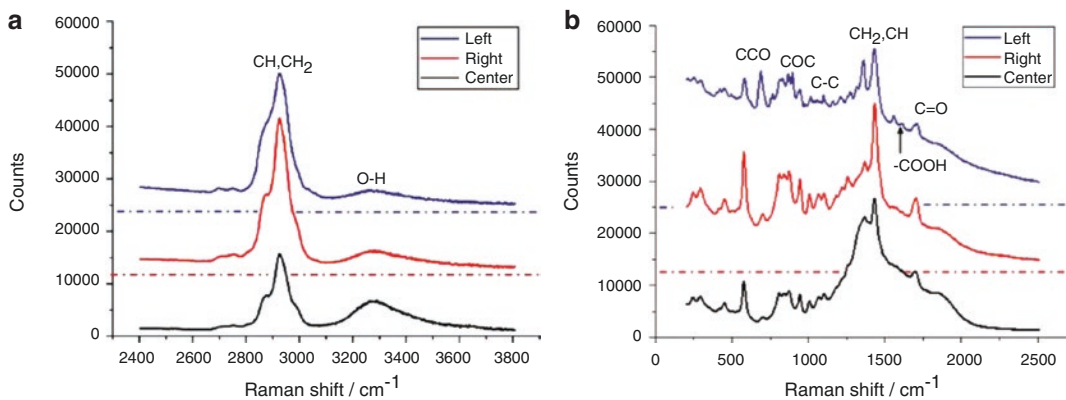 a
60000
50000
40000
30000
20000
10000
0
Counts
2400 2600 2800 3000 3200 3400 3600 3800
Raman shift / cm⁻¹
CH,CH₂
O-H
Left
Right
Center
b
60000
50000
40000
30000
20000
10000
0
Counts
0 500 1000 1500 2000 2500
Raman shift / cm⁻¹
CCO
COC
C-C
CH₂,CH
C=O
-COOH
Left
Right
Center